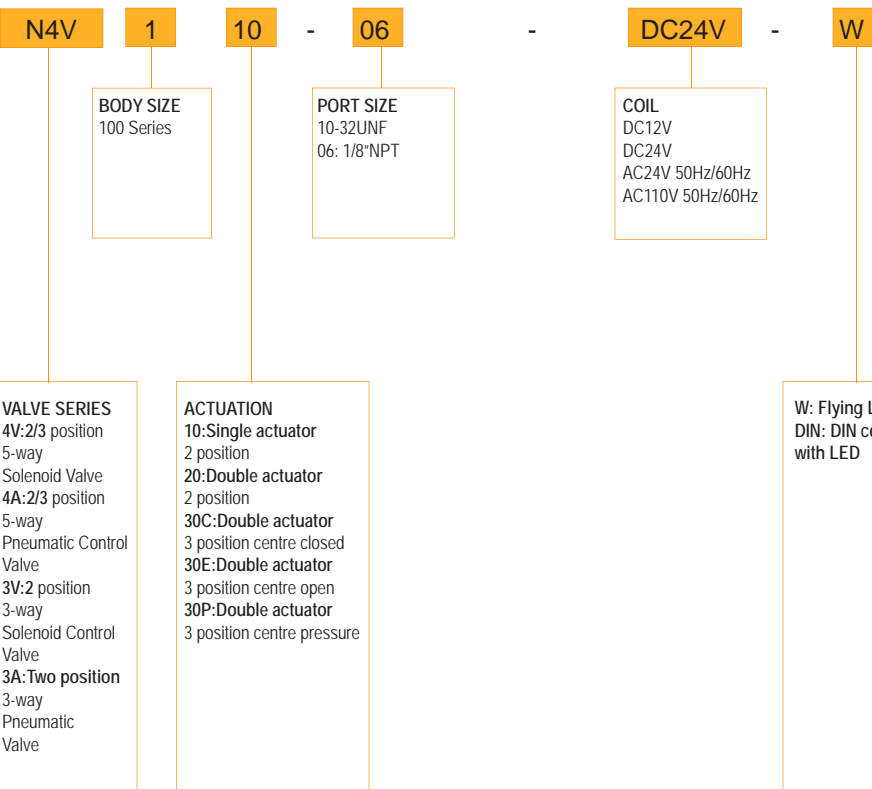 N4V 1 10 - 06 - DC24V - W
BODY SIZE
100 Series
PORT SIZE
10-32UNF
06: 1/8"NPT
COIL
DC12V
DC24V
AC24V 50Hz/60Hz
AC110V 50Hz/60Hz
VALVE SERIES
4V:2/3 position
5-way
Solenoid Valve
4A:2/3 position
5-way
Pneumatic Control
Valve
3V:2 position
3-way
Solenoid Control
Valve
3A:Two position
3-way
Pneumatic
Valve
ACTUATION
10:Single actuator
2 position
20:Double actuator
2 position
30C:Double actuator
3 position centre closed
30E:Double actuator
3 position centre open
30P:Double actuator
3 position centre pressure
W: Flying
DIN: DIN
with LED